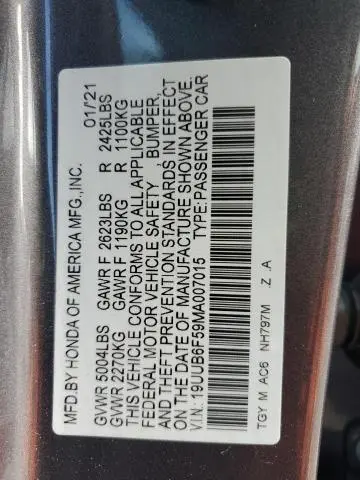 MFD.BY HONDA OF AMERICA MFG.,INC. 01/'21
GVWR 5004LBS GAWR F 2623LBS R 2425LBS
GVWR 2270KG GAWR F 1190KG R 1100KG
THIS VEHICLE CONFORMS TO ALL APPLICABLE
FEDERAL MOTOR VEHICLE SAFETY , BUMPER,
AND THEFT PREVENTION STANDARDS IN EFFECT
ON THE DATE OF MANUFACTURE SHOWN ABOVE.
V.I.N.: 19UUB6F59MA007015 TYPE:PASSENGER CAR
TGY M AC6 NH797M Z .A